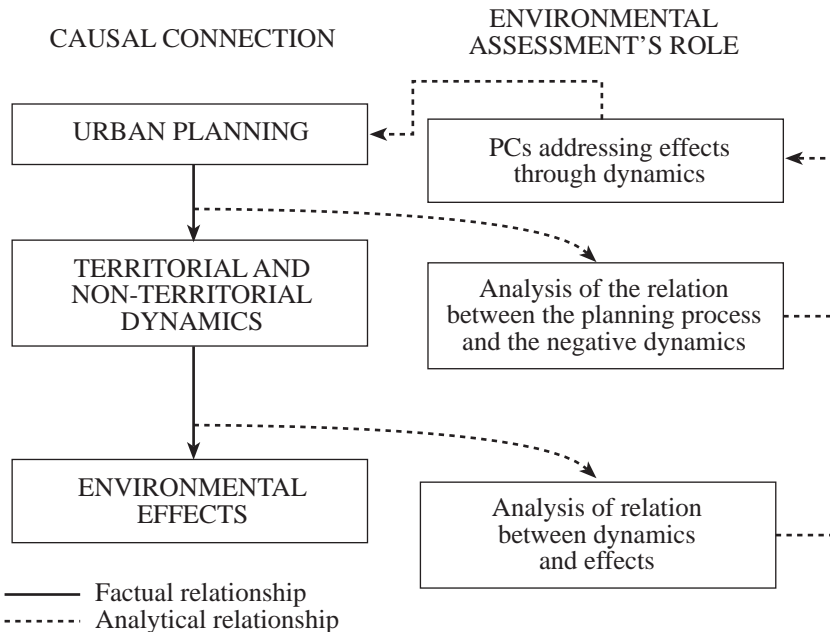 CAUSAL CONNECTION
ENVIRONMENTAL
ASSESSMENT’S ROLE
URBAN PLANNING
PCs addressing effects
through dynamics
TERRITORIAL AND
NON-TERRITORIAL
DYNAMICS
Analysis of the relation
between the planning process
and the negative dynamics
ENVIRONMENTAL
EFFECTS
Analysis of relation
between dynamics
and effects
Factual relationship
Analytical relationship